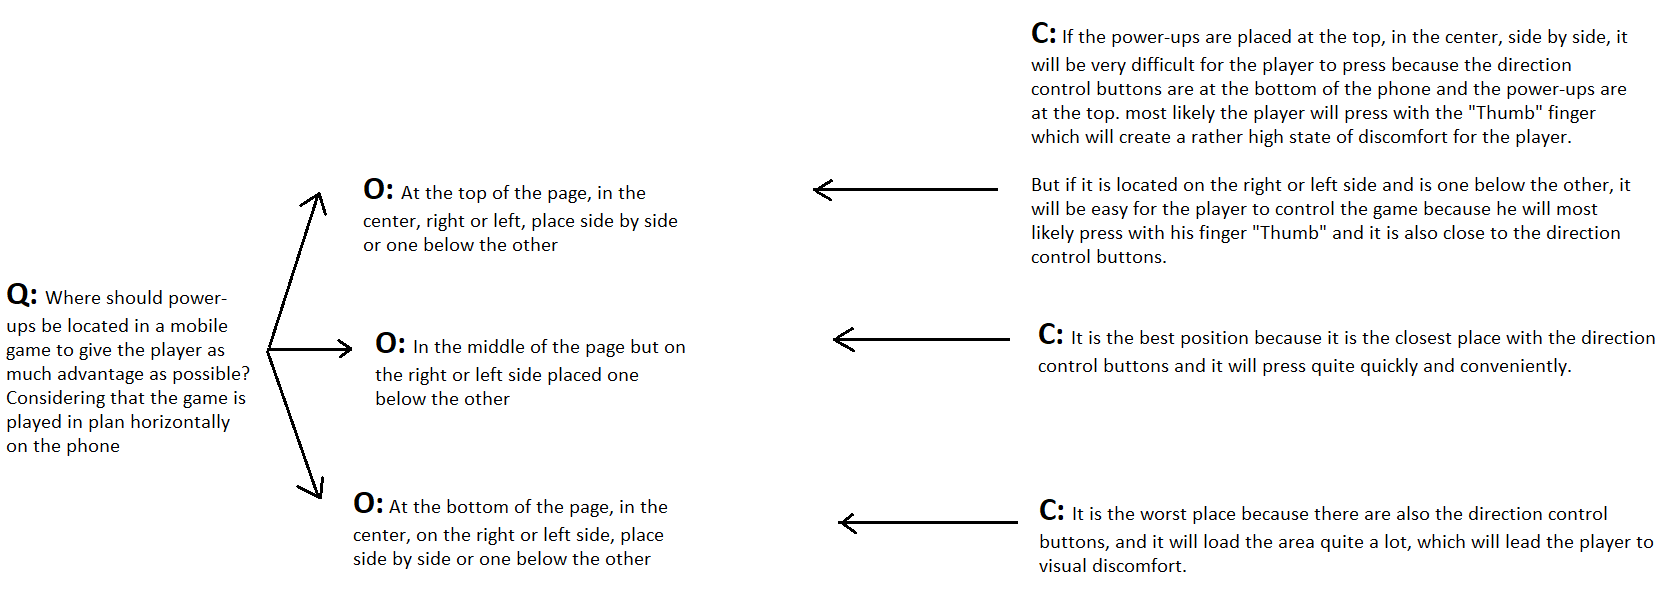 Q: Where should power-
ups be located in a mobile
game to give the player as
much advantage as possible?
Considering that the game is
played in plan horizontally
on the phone
O: At the top of the page, in the
center, right or left, place side by side
or one below the other
O: In the middle of the page but on
the right or left side placed one
below the other
O: At the bottom of the page, in the
center, on the right or left side, place
side by side or one below the other
C: If the power-ups are placed at the top, in the center, side by side, it
will be very difficult for the player to press because the direction
control buttons are at the bottom of the phone and the power-ups are
at the top. most likely the player will press with the "Thumb" finger
which will create a rather high state of discomfort for the player.
But if it is located on the right or left side and is one below the other, it
will be easy for the player to control the game because he will most
likely press with his finger "Thumb" and it is also close to the direction
control buttons.
C: It is the best position because it is the closest place with the direction
control buttons and it will press quite quickly and conveniently.
C: It is the worst place because there are also the direction control
buttons, and it will load the area quite a lot, which will lead the player to
visual discomfort.